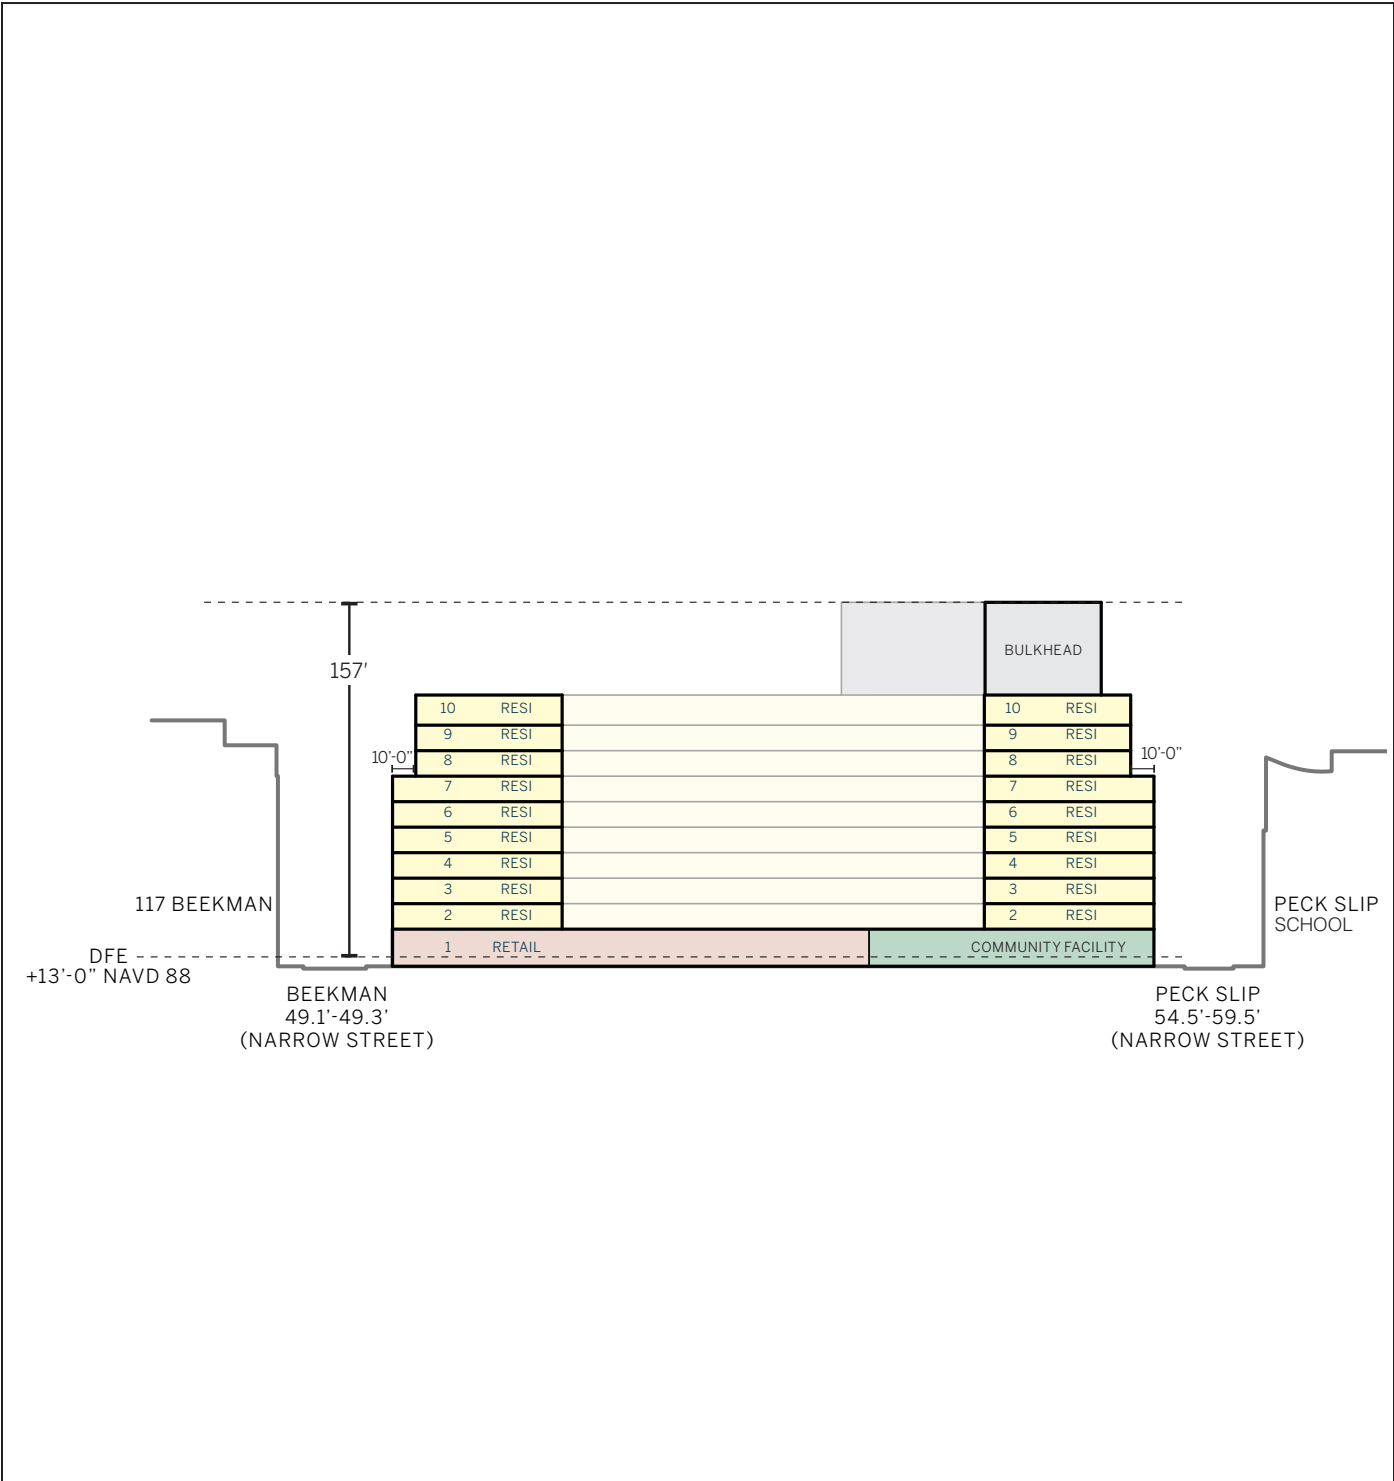 157'
BULKHEAD
10 RESI
10 RESI
9 RESI
9 RESI
10'-0"
8 RESI
8 RESI
10'-0"
7 RESI
7 RESI
6 RESI
6 RESI
5 RESI
5 RESI
4 RESI
4 RESI
3 RESI
3 RESI
117 BEEKMAN
2 RESI
2 RESI
PECK SLIP
SCHOOL
1 RETAIL
COMMUNITY FACILITY
DFE
+13'-0" NAVD 88
BEEKMAN
49.1'-49.3'
(NARROW STREET)
PECK SLIP
54.5'-59.5'
(NARROW STREET)